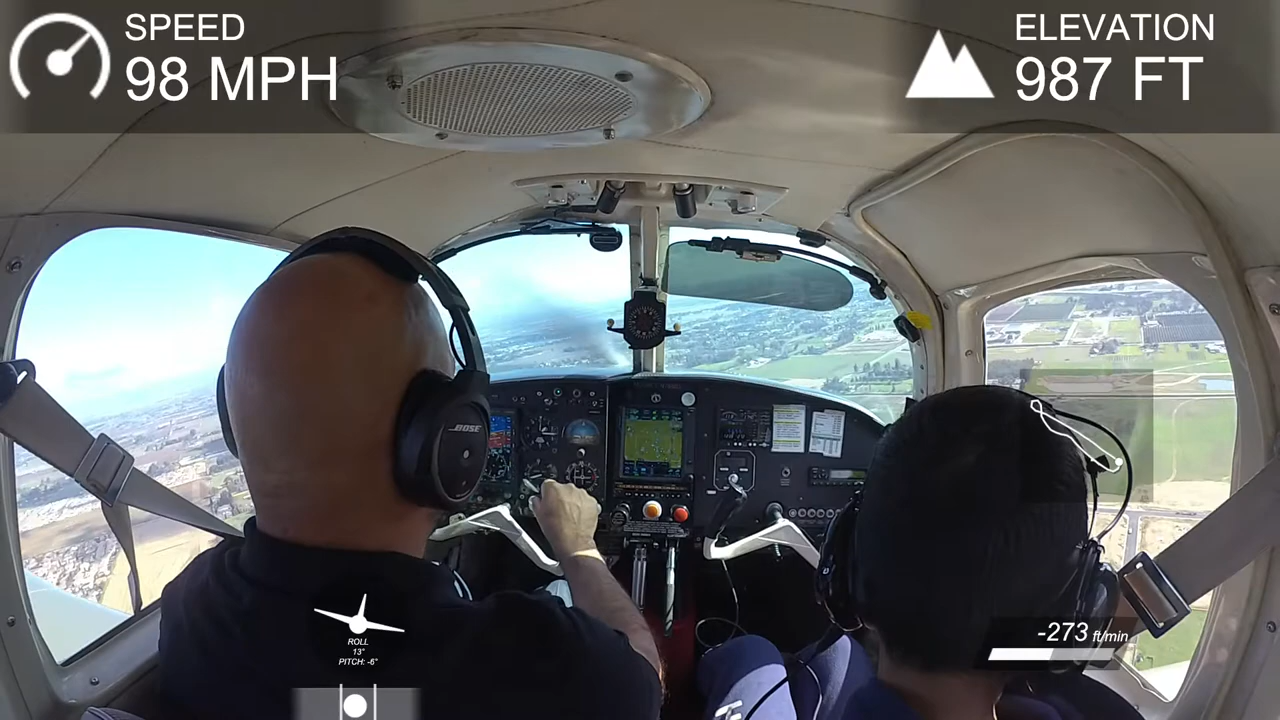 SPEED
98 MPH
ELEVATION
987 FT
BOSE
-273 ft/min
ROLL
13°
PITCH: -6°